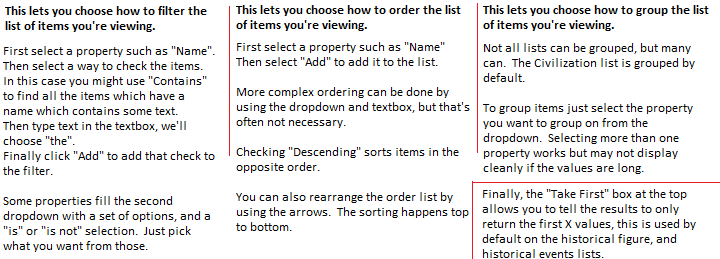 This lets you choose how to filter the
list of items you're viewing.
First select a property such as "Name".
Then select a way to check the items.
In this case you might use "Contains"
to find all the items which have a
name which contains some text.
Then type text in the textbox, we'll
choose "the".
Finally click "Add" to add that check to
the filter.
Some properties fill the second
dropdown with a set of options, and a
"is" or "is not" selection. Just pick
what you want from those.
This lets you choose how to order the list
of items you're viewing.
First select a property such as "Name"
Then select "Add" to add it to the list.
More complex ordering can be done by
using the dropdown and textbox, but that's
often not necessary.
Checking "Descending" sorts items in the
opposite order.
You can also rearrange the order list by
using the arrows. The sorting happens top
to bottom.
This lets you choose how to group the list
of items you're viewing.
Not all lists can be grouped, but many
can. The Civilization list is grouped by
default.
To group items just select the property
you want to group on from the
dropdown. Selecting more than one
property works but may not display
cleanly if the values are long.
Finally, the "Take First" box at the top
allows you to tell the results to only
return the first X values, this is used by
default on the historical figure, and
historical events lists.